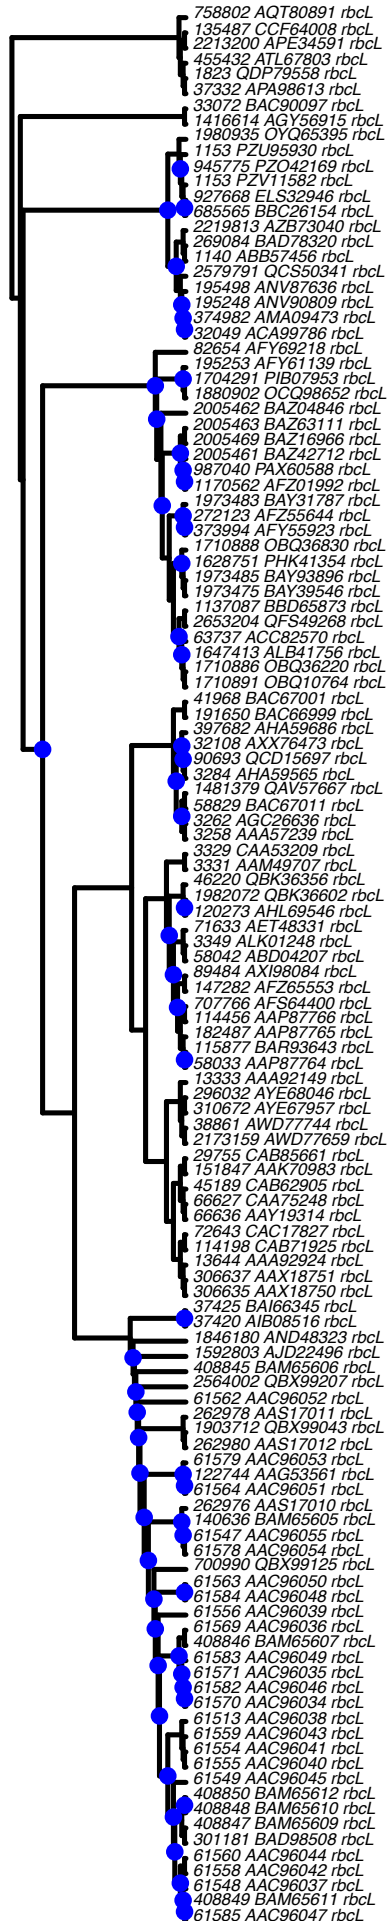 758802 AQT80891 rbcL
135487 CCF64008 rbcL
2213200 APE34591 rbcL
455432 ATL67803 rbcL
1823 QDP79558 rbcL
37332 APA98613 rbcL
33072 BAC90097 rbcL
1416614 AGY56915 rbcL
1980935 OYQ65395 rbcL
1153 PZU95930 rbcL
945775 PZO42169 rbcL
1153 PZV11582 rbcL
927668 ELS32946 rbcL
685565 BBC26154 rbcL
2219813 AZB73040 rbcL
269084 BAD78320 rbcL
1140 ABB57456 rbcL
2579791 QCS50341 rbcL
195498 ANV87636 rbcL
195248 ANV90809 rbcL
374982 AMA09473 rbcL
32049 ACA99786 rbcL
82654 AFY69218 rbcL
195253 AFY61139 rbcL
1704291 PIB07953 rbcL
1880902 OCQ98652 rbcL
2005462 BAZ04846 rbcL
2005463 BAZ63111 rbcL
2005469 BAZ16966 rbcL
2005461 BAZ42712 rbcL
987040 PAX60588 rbcL
1170562 AFZ01992 rbcL
1973483 BAY31787 rbcL
272123 AFZ55644 rbcL
373994 AFY55923 rbcL
1710888 OBQ36830 rbcL
1628751 PHK41354 rbcL
1973485 BAY93896 rbcL
1973475 BAY39546 rbcL
1137087 BBD65873 rbcL
2653204 QFS49268 rbcL
63737 ACC82570 rbcL
1647413 ALB41756 rbcL
1710886 OBQ36220 rbcL
1710891 OBQ10764 rbcL
41968 BAC67001 rbcL
191650 BAC66999 rbcL
397682 AHA59686 rbcL
32108 AXX76473 rbcL
90693 QCD15697 rbcL
3284 AHA59565 rbcL
1481379 QAV57667 rbcL
58829 BAC67011 rbcL
3262 AGC26636 rbcL
3258 AAA57239 rbcL
3329 CAA53209 rbcL
3331 AAM49707 rbcL
46220 QBK36356 rbcL
1982072 QBK36602 rbcL
120273 AHL69546 rbcL
71633 AET48331 rbcL
3349 ALK01248 rbcL
58042 ABD04207 rbcL
89484 AXI98084 rbcL
147282 AFZ65553 rbcL
707766 AFS64400 rbcL
114456 AAP87766 rbcL
182487 AAP87765 rbcL
115877 BAR93643 rbcL
58033 AAP87764 rbcL
13333 AAA92149 rbcL
296032 AYE68046 rbcL
310672 AYE67957 rbcL
38861 AWD77744 rbcL
2173159 AWD77659 rbcL
29755 CAB85661 rbcL
151847 AAK70983 rbcL
45189 CAB62905 rbcL
66627 CAA75248 rbcL
66636 AAY19314 rbcL
72643 CAC17827 rbcL
114198 CAB71925 rbcL
13644 AAA92924 rbcL
306637 AAX18751 rbcL
306635 AAX18750 rbcL
37425 BAI66345 rbcL
37420 AIB08516 rbcL
1846180 AND48323 rbcL
1592803 AJD22496 rbcL
408845 BAM65606 rbcL
2564002 QBX99207 rbcL
61562 AAC96052 rbcL
262978 AAS17011 rbcL
1903712 QBX99043 rbcL
262980 AAS17012 rbcL
61579 AAC96053 rbcL
122744 AAG53561 rbcL
61564 AAC96051 rbcL
262976 AAS17010 rbcL
140636 BAM65605 rbcL
61547 AAC96055 rbcL
61578 AAC96054 rbcL
700990 QBX99125 rbcL
61563 AAC96050 rbcL
61584 AAC96048 rbcL
61556 AAC96039 rbcL
61569 AAC96036 rbcL
408846 BAM65607 rbcL
61583 AAC96049 rbcL
61571 AAC96035 rbcL
61582 AAC96046 rbcL
61570 AAC96034 rbcL
61513 AAC96038 rbcL
61559 AAC96043 rbcL
61554 AAC96041 rbcL
61555 AAC96040 rbcL
61549 AAC96045 rbcL
408850 BAM65612 rbcL
408848 BAM65610 rbcL
408847 BAM65609 rbcL
301181 BAD98508 rbcL
61560 AAC96044 rbcL
61558 AAC96042 rbcL
61548 AAC96037 rbcL
408849 BAM65611 rbcL
61585 AAC96047 rbcL